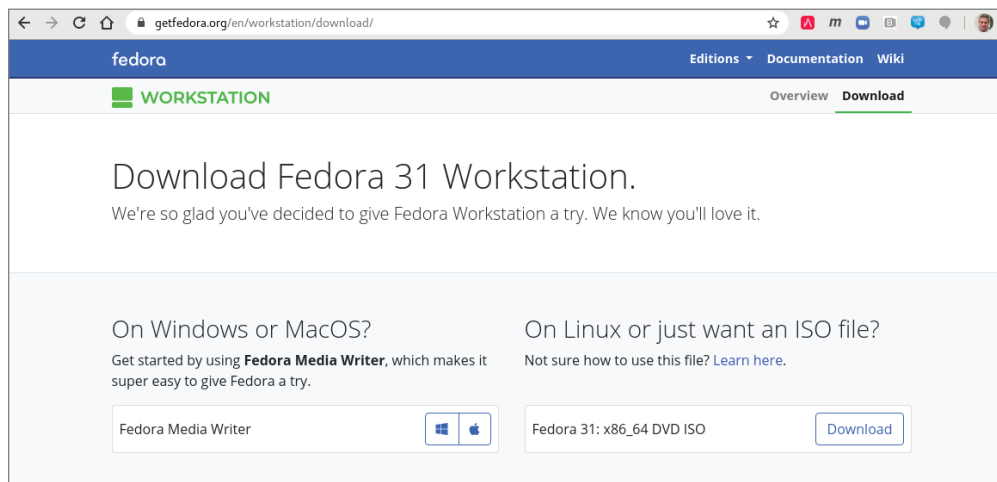 getfedora.org/en/workstation/download/
fedora
Editions Documentation Wiki
WORKSTATION
Overview Download
Download Fedora 31 Workstation.
We're so glad you've decided to give Fedora Workstation a try. We know you'll love it.
On Windows or MacOS?
Get started by using Fedora Media Writer, which makes it
super easy to give Fedora a try.
Fedora Media Writer
On Linux or just want an ISO file?
Not sure how to use this file? Learn here.
Fedora 31: x86_64 DVD ISO
Download